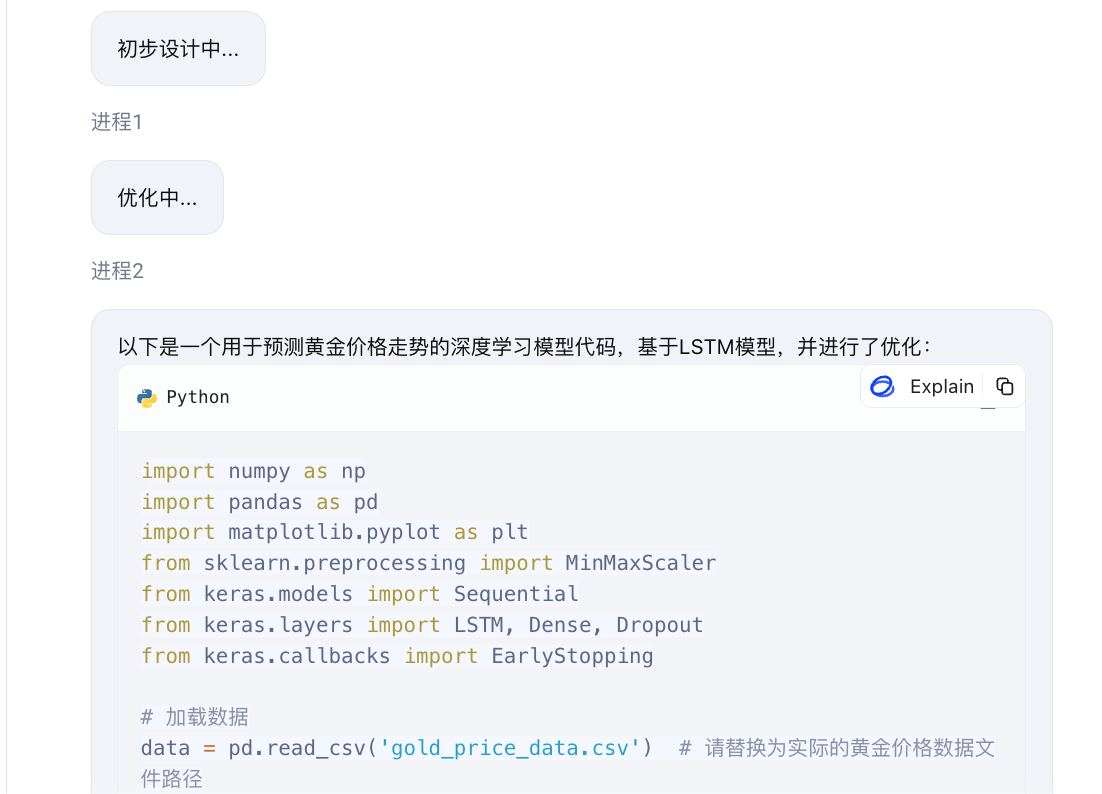 初步设计中...
进程1
优化中...
进程2
以下是一个用于预测黄金价格走势的深度学习模型代码，基于LSTM模型，并进行了优化：
Python
Explain
import numpy as np
import pandas as pd
import matplotlib.pyplot as plt
from sklearn.preprocessing import MinMaxScaler
from keras.models import Sequential
from keras.layers import LSTM, Dense, Dropout
from keras.callbacks import EarlyStopping
# 加载数据
data = pd.read_csv('gold_price_data.csv')  # 请替换为实际的黄金价格数据文
件路径